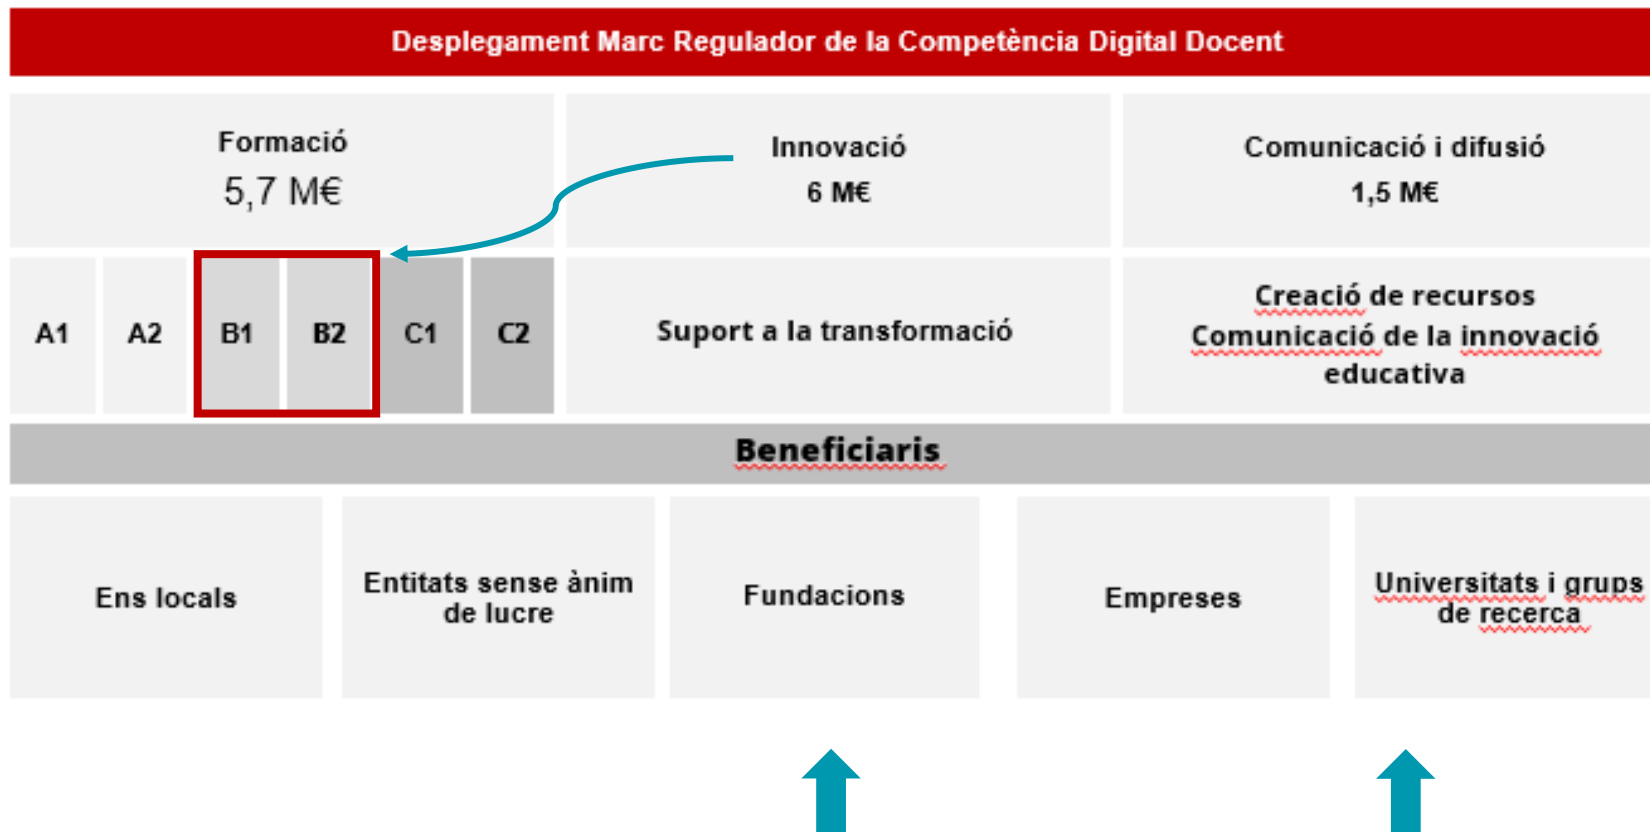 Desplegament Marc Regulador de la Competència Digital Docent
Formació
5,7 M€
Innovació
6 M€
Comunicació i difusió
1,5 M€
A1
A2
B1
B2
C1
C2
Suport a la transformació
Creació de recursos
Comunicació de la innovació
educativa
Beneficiaris
Ens locals
Entitats sense ànim
de lucre
Fundacions
Empreses
Universitats i grups
de recerca